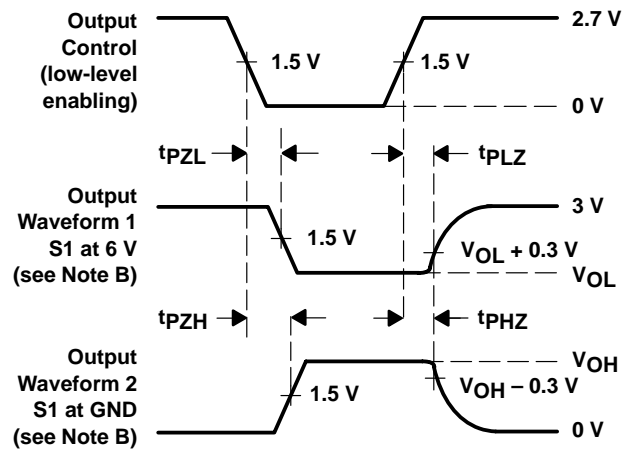 Output
Control
(low-level
enabling)
2.7 V
1.5 V
1.5 V
0 V
tPZL
tPLZ
Output
Waveform 1
S1 at 6 V
(see Note B)
3 V
1.5 V
VOL + 0.3 V
VOL
tPZH
tPHZ
Output
Waveform 2
S1 at GND
(see Note B)
VOH
1.5 V
VOH – 0.3 V
0 V